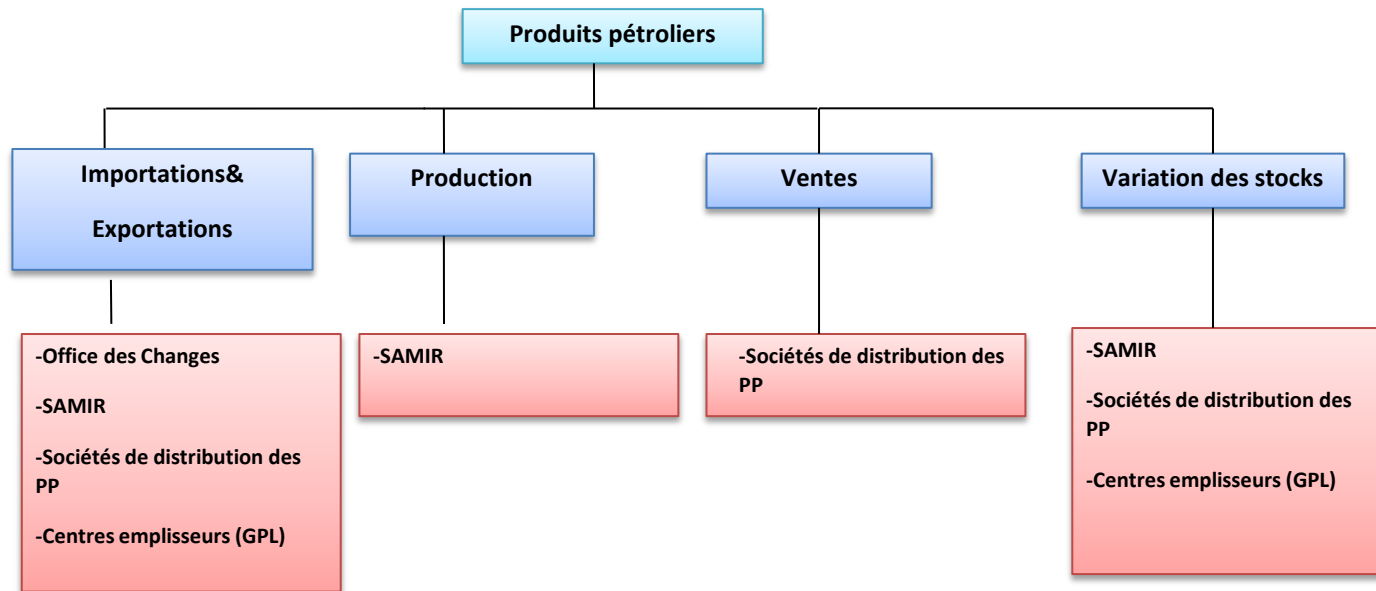 Produits pétroliers
Importations&
Exportations
Production
Ventes
Variation des stocks
-Office des Changes
-SAMIR
-Sociétés de distribution des
PP
-Centres emplisseurs (GPL)
-SAMIR
-Sociétés de distribution des
PP
-SAMIR
-Sociétés de distribution des
PP
-Centres emplisseurs (GPL)